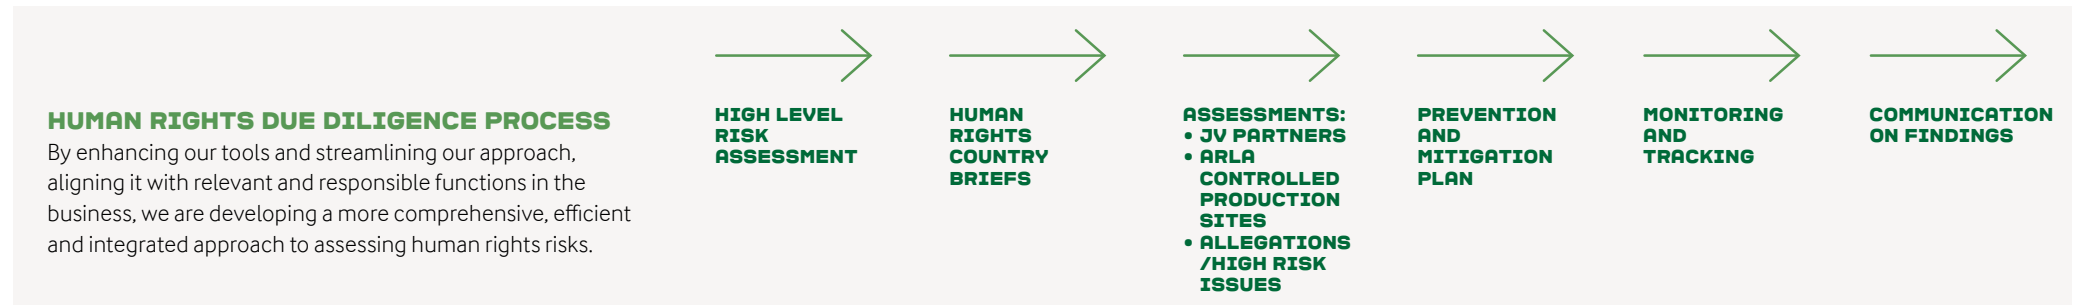 HUMAN RIGHTS DUE DILIGENCE PROCESS
By enhancing our tools and streamlining our approach,
aligning it with relevant and responsible functions in the
business, we are developing a more comprehensive, efficient
and integrated approach to assessing human rights risks.
HIGH LEVEL
RISK
ASSESSMENT
HUMAN
RIGHTS
COUNTRY
BRIEFS
ASSESSMENTS:
• JV PARTNERS
• ARLA
CONTROLLED
PRODUCTION
SITES
• ALLEGATIONS
/HIGH RISK
ISSUES
PREVENTION
AND
MITIGATION
PLAN
MONITORING
AND
TRACKING
COMMUNICATION
ON FINDINGS